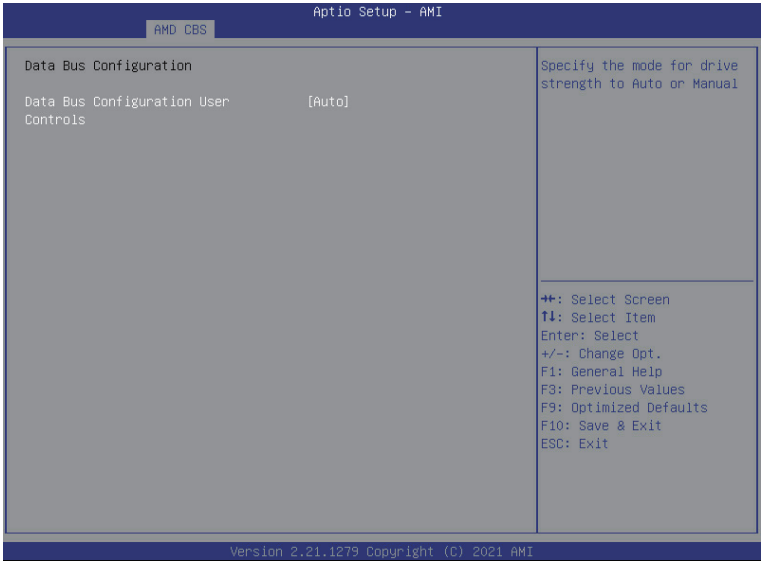 Aptio Setup – AMI
AMD CBS
Data Bus Configuration
Data Bus Configuration User Controls [Auto]
Specify the mode for drive
strength to Auto or Manual
→←: Select Screen
↑↓: Select Item
Enter: Select
+/-: Change Opt.
F1: General Help
F3: Previous Values
F9: Optimized Defaults
F10: Save & Exit
ESC: Exit
Version 2.21.1279 Copyright (C) 2021 AMI